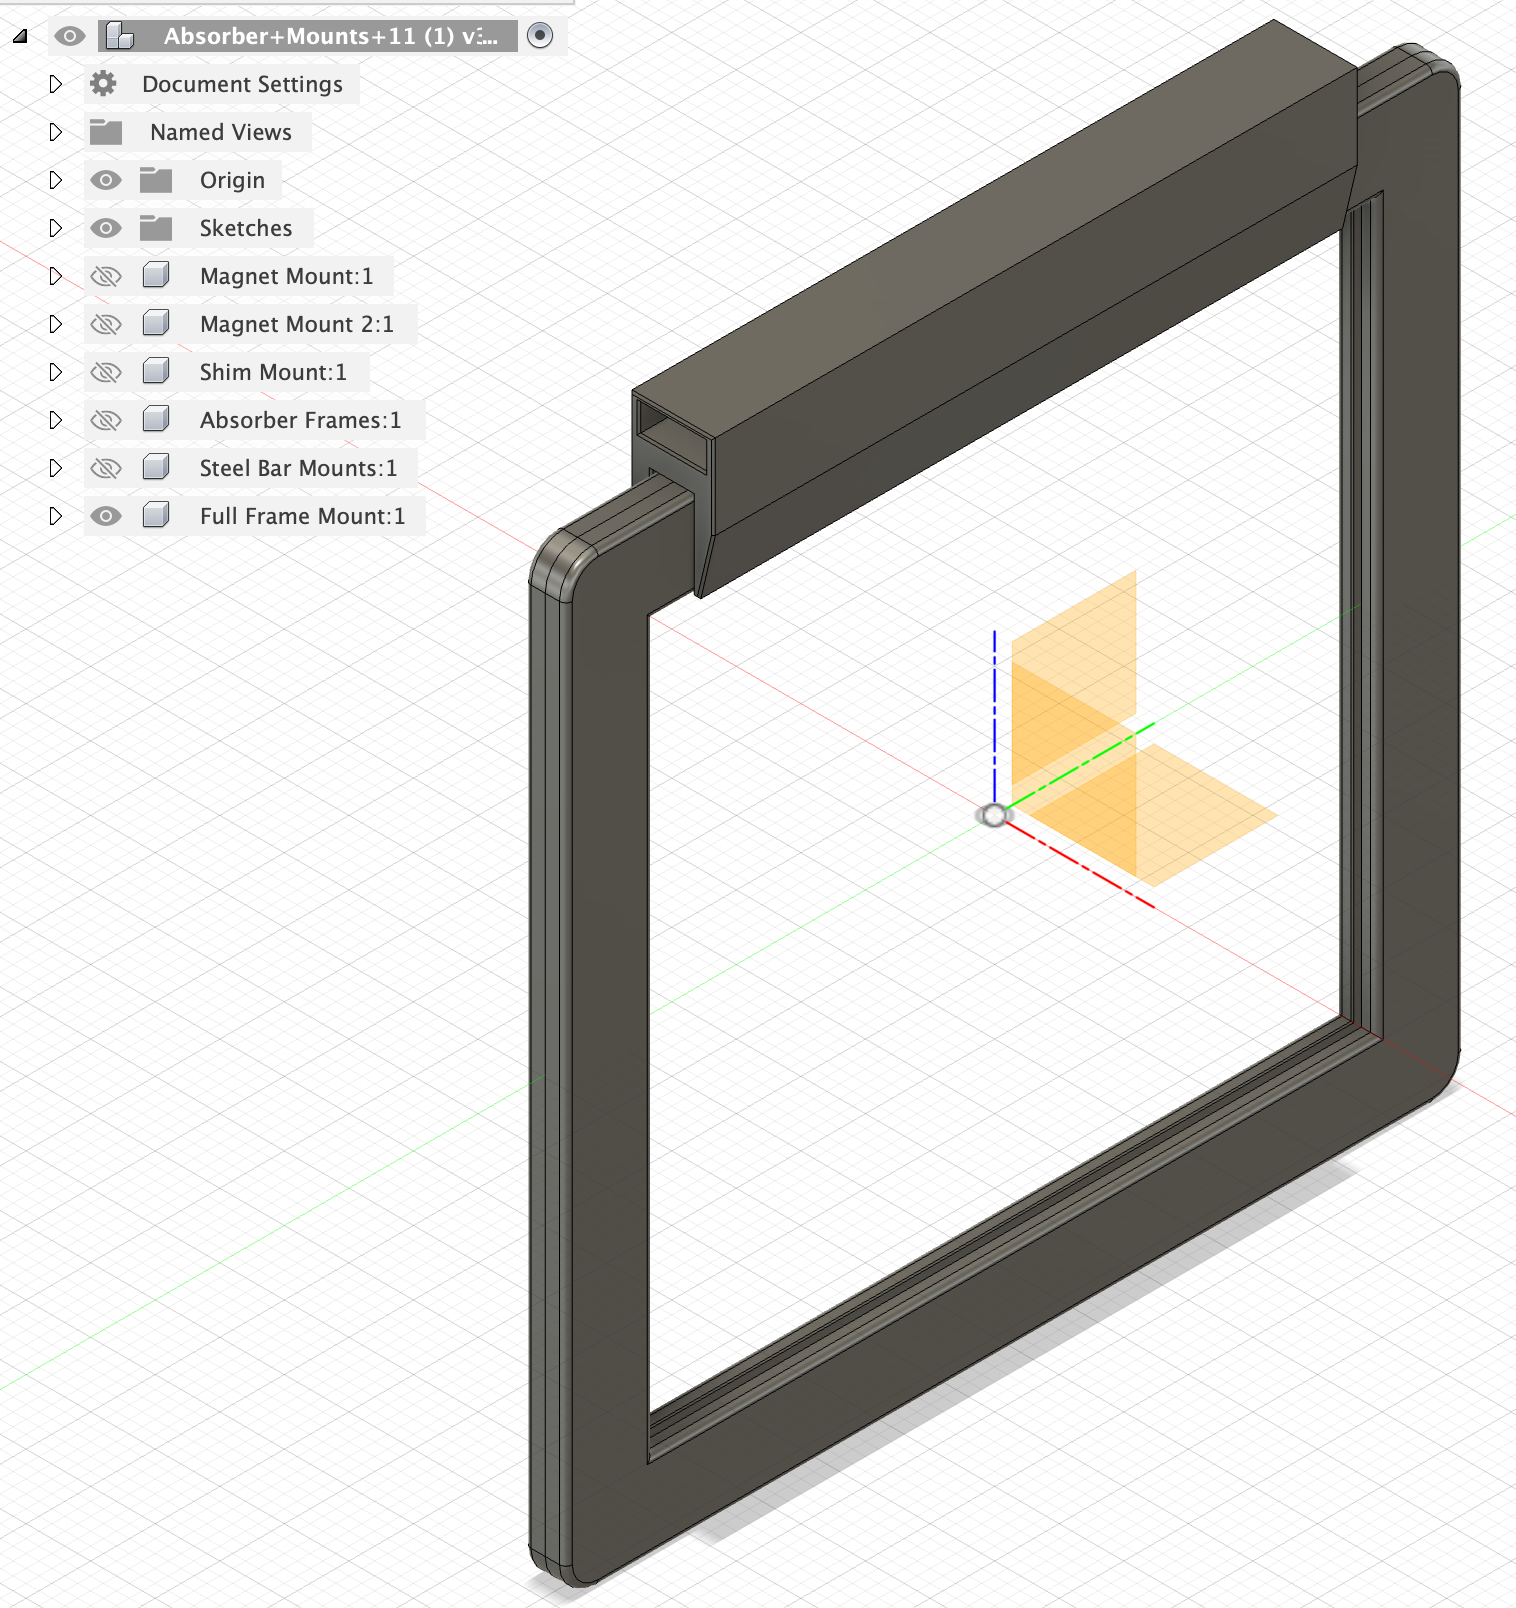 Absorber+Mounts+11 (1) v3...
Document Settings
Named Views
Origin
Sketches
Magnet Mount:1
Magnet Mount 2:1
Shim Mount:1
Absorber Frames:1
Steel Bar Mounts:1
Full Frame Mount:1